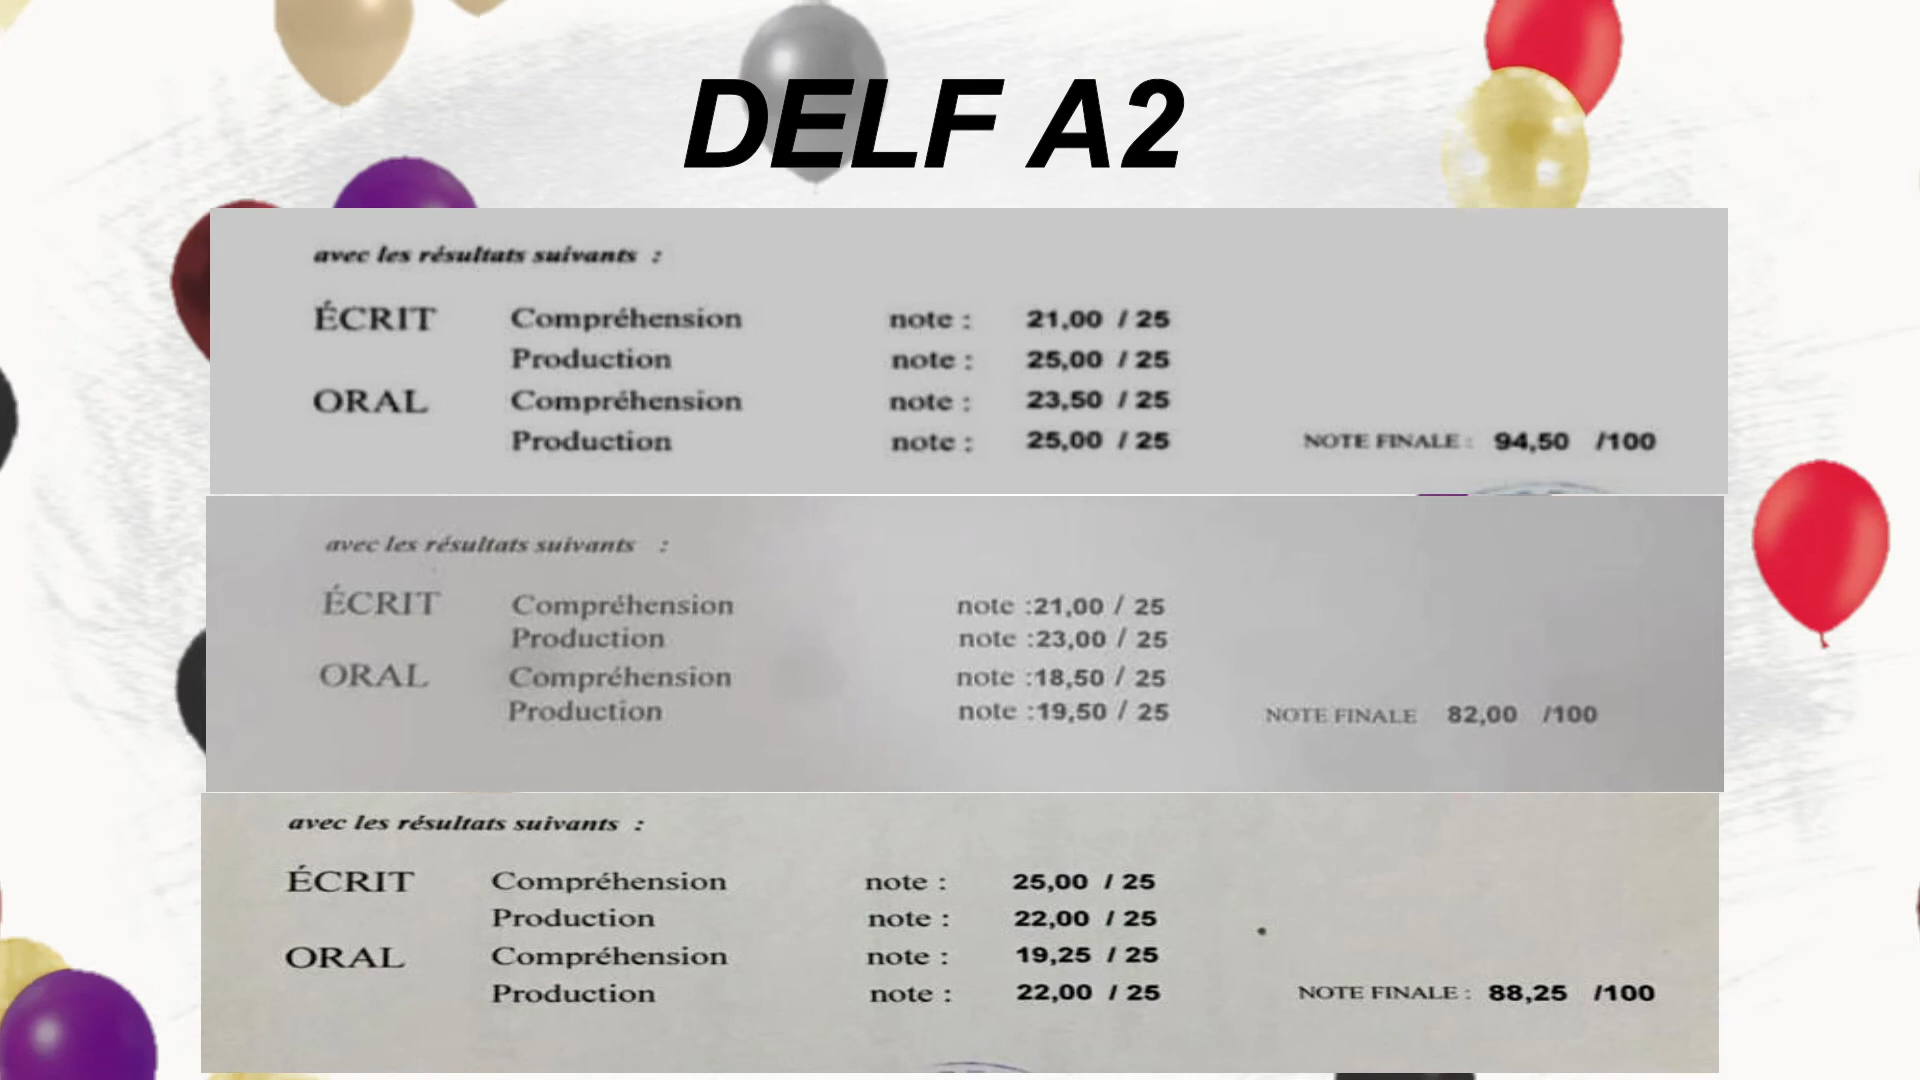 DELF A2
avec les résultats suivants :
ÉCRIT Compréhension note : 21,00 / 25
Production note : 25,00 / 25
ORAL Compréhension note : 23,50 / 25
Production note : 25,00 / 25 NOTE FINALE : 94,50 /100
avec les résultats suivants :
ÉCRIT Compréhension note :21,00 / 25
Production note :23,00 / 25
ORAL Compréhension note :18,50 / 25
Production note :19,50 / 25 NOTE FINALE 82,00 /100
avec les résultats suivants :
ÉCRIT Compréhension note : 25,00 / 25
Production note : 22,00 / 25
ORAL Compréhension note : 19,25 / 25
Production note : 22,00 / 25 NOTE FINALE : 88,25 /100